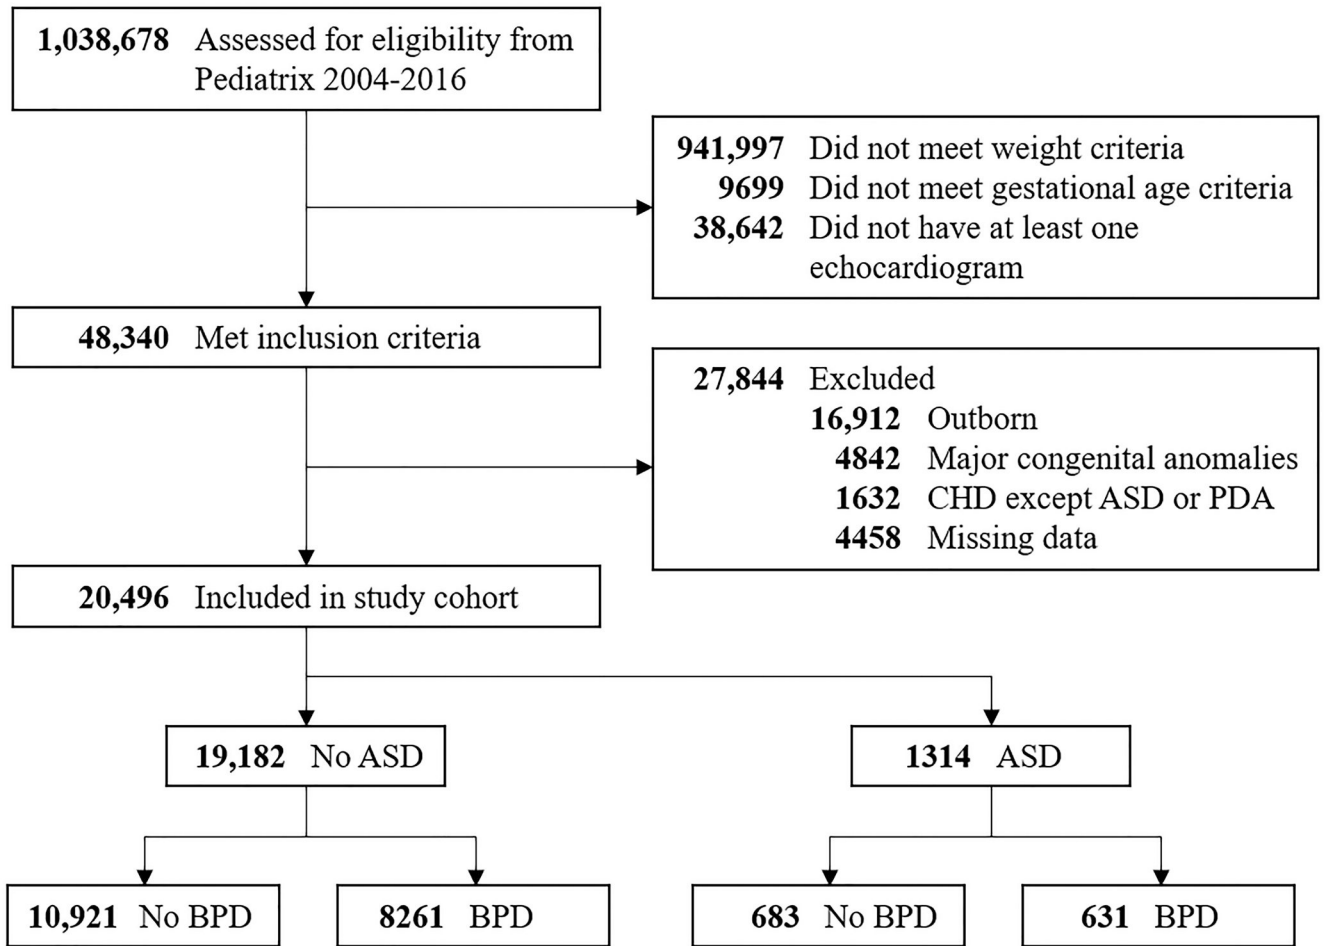 1,038,678 Assessed for eligibility from
Pediatrix 2004-2016
941,997 Did not meet weight criteria
9699 Did not meet gestational age criteria
38,642 Did not have at least one
echocardiogram
48,340 Met inclusion criteria
27,844 Excluded
16,912 Outborn
4842 Major congenital anomalies
1632 CHD except ASD or PDA
4458 Missing data
20,496 Included in study cohort
19,182 No ASD
1314 ASD
10,921 No BPD
8261 BPD
683 No BPD
631 BPD